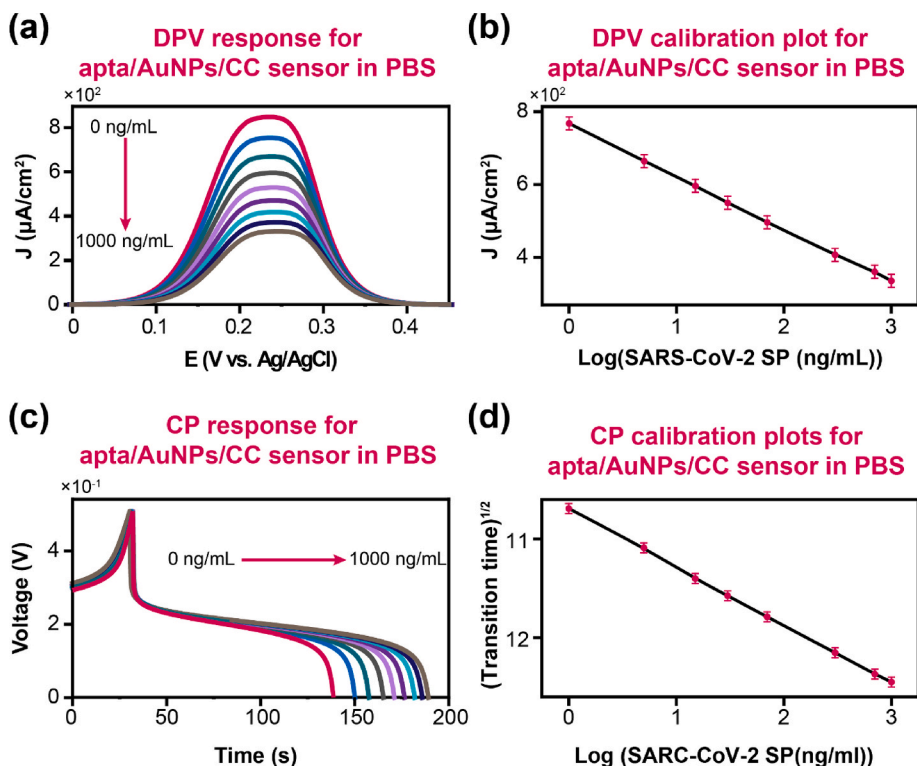 (a)
DPV response for
apta/AuNPs/CC sensor in PBS
×10²
8
6
4
2
0
J (µA/cm²)
0 ng/mL
1000 ng/mL
0
0.1
0.2
0.3
0.4
E (V vs. Ag/AgCl)
(b)
DPV calibration plot for
apta/AuNPs/CC sensor in PBS
×10²
8
6
4
J (µA/cm²)
0
1
2
3
Log(SARS-CoV-2 SP (ng/mL))
(c)
CP response for
apta/AuNPs/CC sensor in PBS
×10⁻¹
4
2
0
Voltage (V)
0 ng/mL
1000 ng/mL
0
50
100
150
200
Time (s)
(d)
CP calibration plots for
apta/AuNPs/CC sensor in PBS
11
12
(Transition time)¹/²
0
1
2
3
Log (SARC-CoV-2 SP(ng/ml))